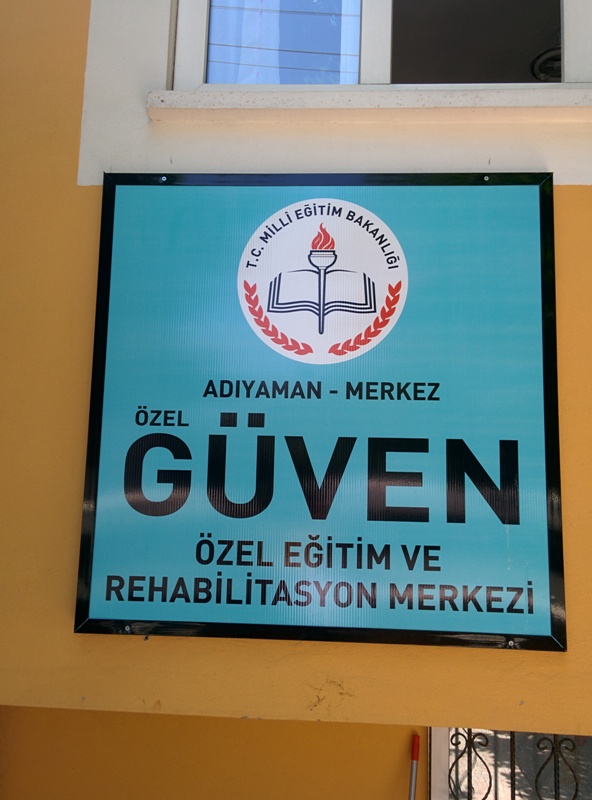 T.C. MİLLÎ EĞİTİM BAKANLIĞI
ADIYAMAN - MERKEZ
ÖZEL
GÜVEN
ÖZEL EĞİTİM VE
REHABİLİTASYON MERKEZİ